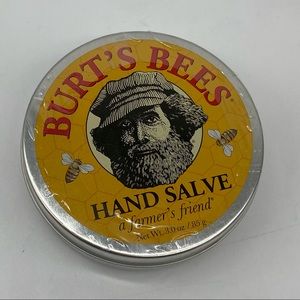 BURT'S BEES®
HAND SALVE
a farmer's friend®
Net Wt. 3.0 oz / 85 g